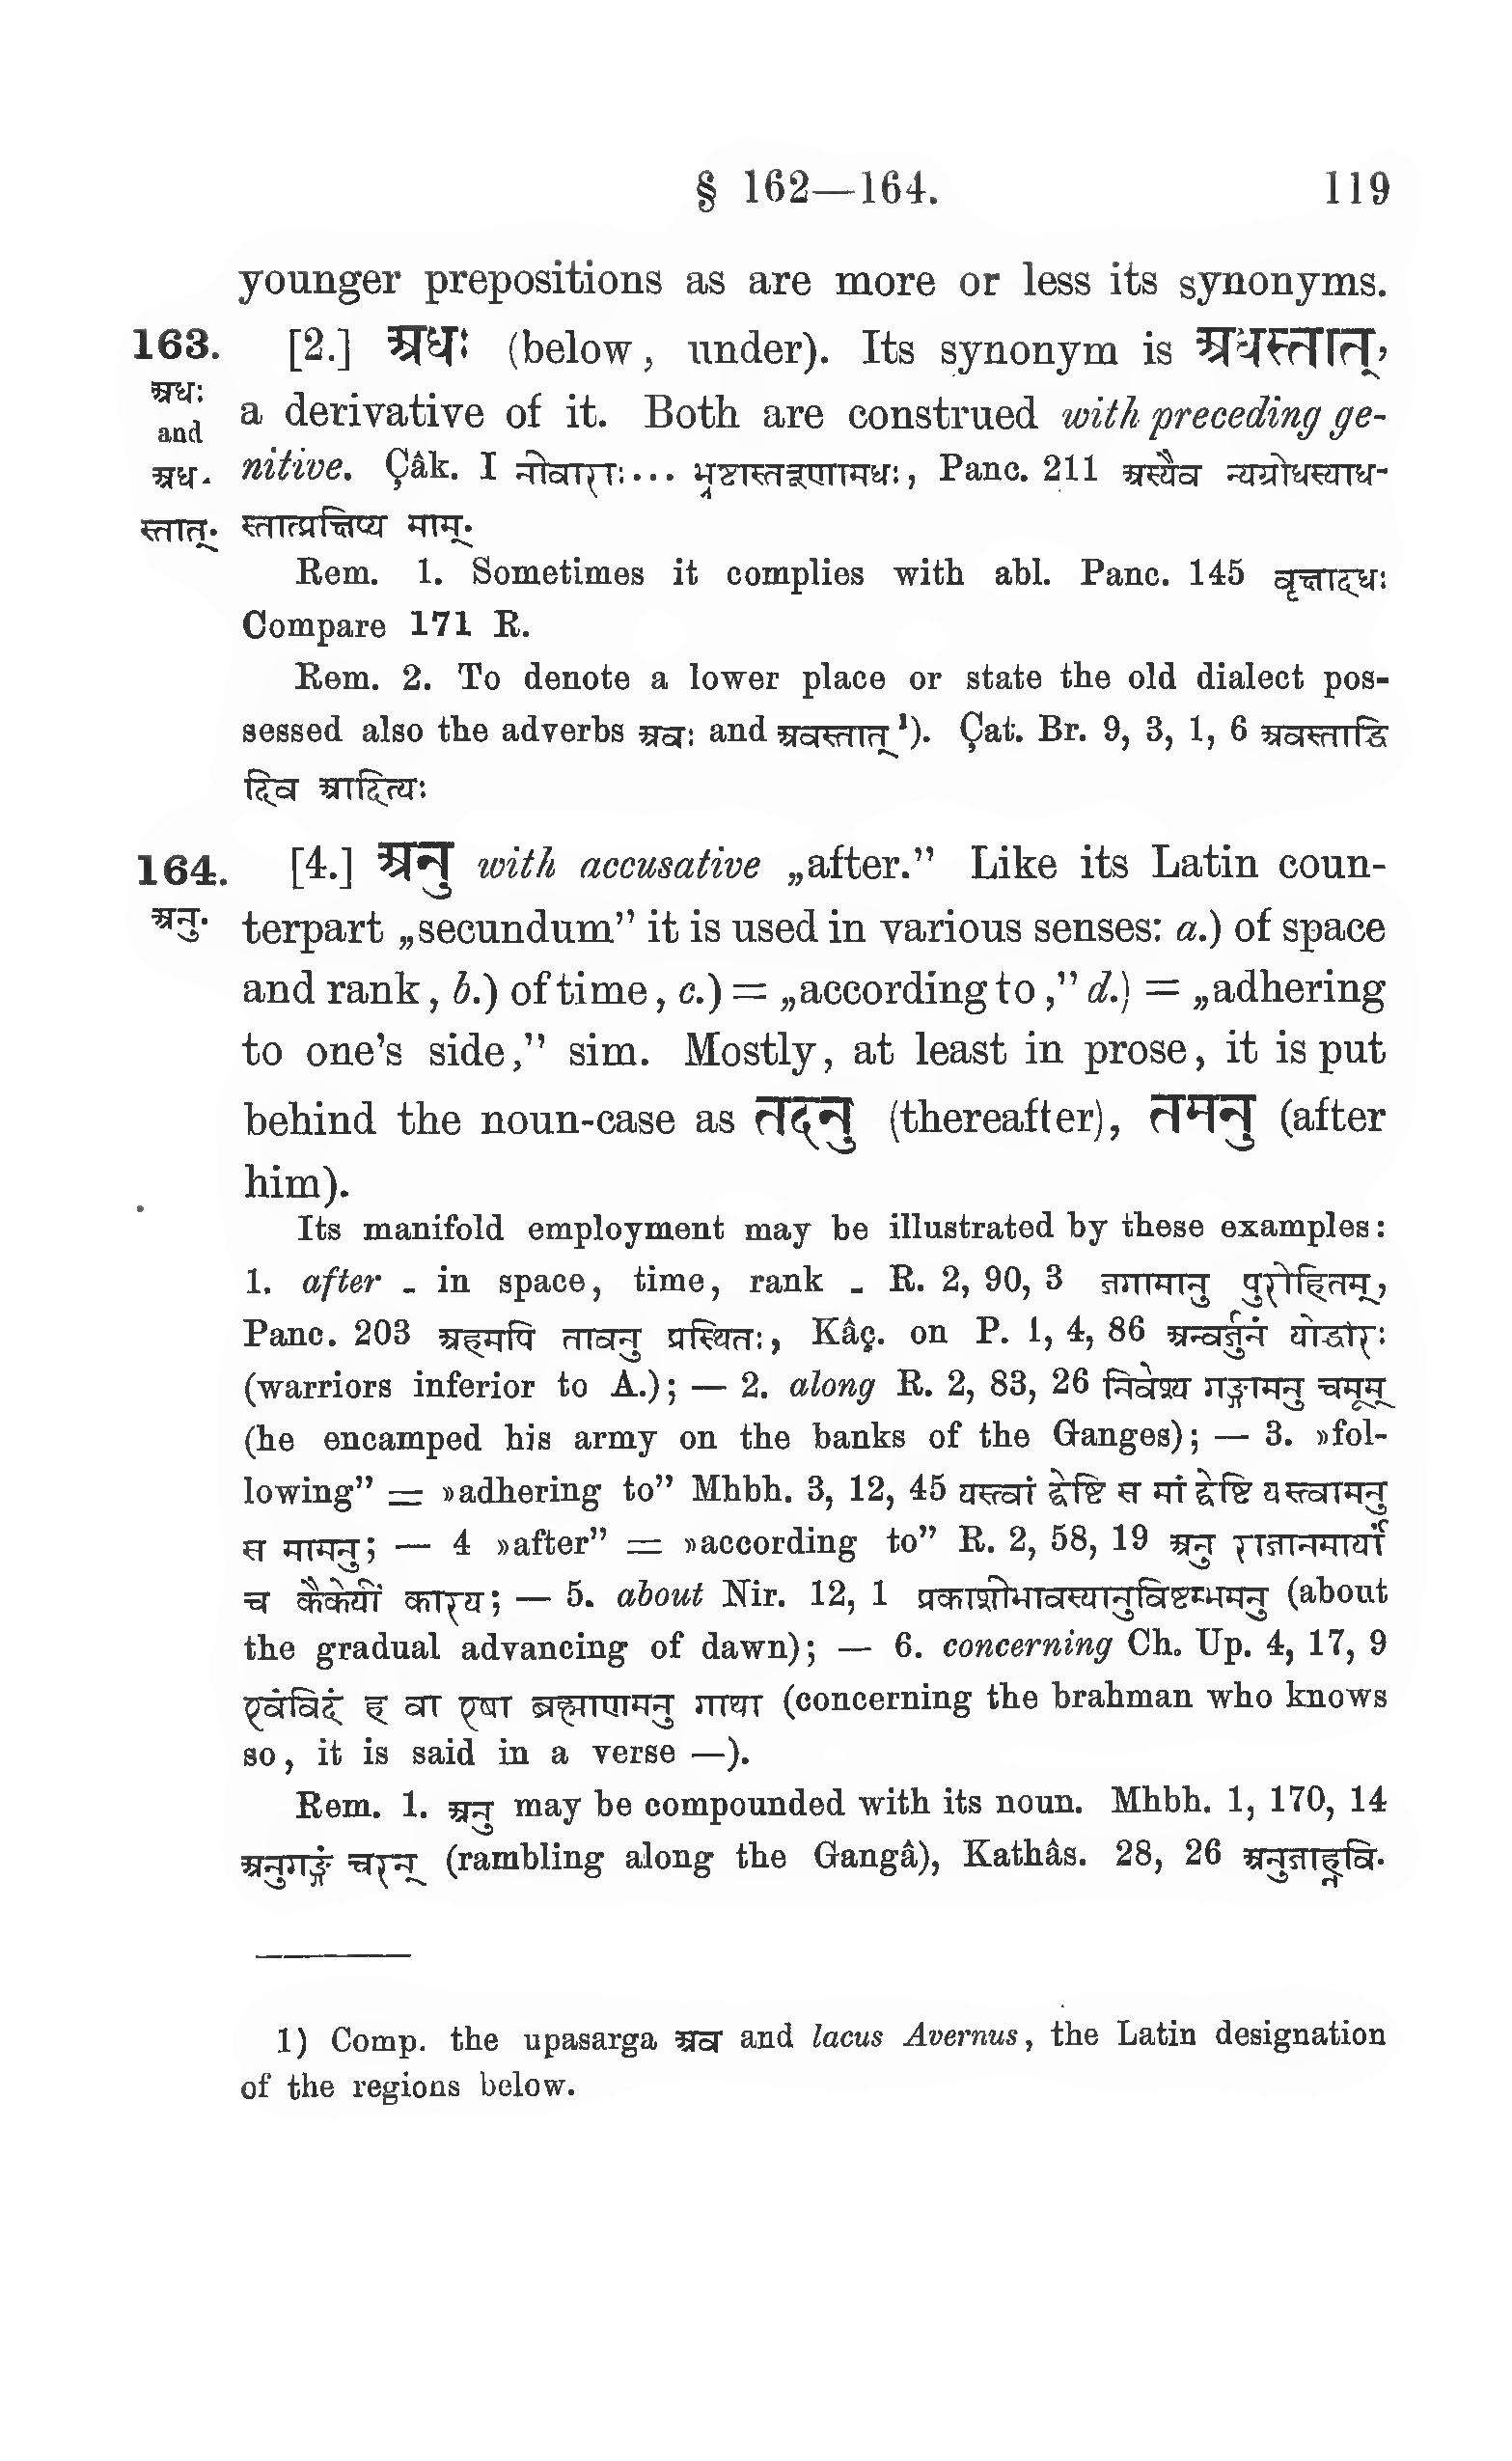 § 162—164. 119
younger prepositions as are more or less its synonyms.
163. [2.] अधः (below, under). Its synonym is अधस्तात्,
अधः
and
अध-
स्तात्.
a derivative of it. Both are construed with preceding ge-
nitive. Çâk. I नीवाराः... भ्रष्टास्तरूणामधः, Panc. 211 अस्यैव न्यग्रोधस्याध-
स्तात्प्रक्षिप्य माम्.
Rem. 1. Sometimes it complies with abl. Panc. 145 वृक्षादधः
Compare 171 R.
Rem. 2. To denote a lower place or state the old dialect pos-
sessed also the adverbs अवः and अवस्तात् ¹). Çat. Br. 9, 3, 1, 6 अवस्ताद्धि
दिव आदित्यः
164. [4.] अनु with accusative „after.” Like its Latin coun-
अनु.
terpart „secundum” it is used in various senses: a.) of space
and rank, b.) of time, c.) = „according to,” d.) = „adhering
to one's side,” sim. Mostly, at least in prose, it is put
behind the noun-case as तदनु (thereafter), तमनु (after
him).
Its manifold employment may be illustrated by these examples:
1. after - in space, time, rank - R. 2, 90, 3 जगामानु पुरोहितम्,
Panc. 203 अहमपि तावनु प्रस्थितः, Kâç. on P. 1, 4, 86 अन्वर्जुनं योद्धारः
(warriors inferior to A.); — 2. along R. 2, 83, 26 निवेश्य गङ्गामनु चमूम्
(he encamped his army on the banks of the Ganges); — 3. »fol-
lowing” = »adhering to” Mhbh. 3, 12, 45 यस्त्वां द्वेष्टि स मां द्वेष्टि यस्त्वामनु
स मामनु; — 4 »after” = »according to” R. 2, 58, 19 अनु राजानमार्यां
च कैकेयीं कारय; — 5. about Nir. 12, 1 प्रकाशीभावस्यानुविष्टम्भमनु (about
the gradual advancing of dawn); — 6. concerning Ch. Up. 4, 17, 9
एवंविदं ह वा एषा ब्रह्माणमनु गाथा (concerning the brahman who knows
so, it is said in a verse —).
Rem. 1. अनु may be compounded with its noun. Mhbh. 1, 170, 14
अनुगङ्गं चरन् (rambling along the Gangâ), Kathâs. 28, 26 अनुजाह्नवि.
1) Comp. the upasarga अव and lacus Avernus, the Latin designation
of the regions below.